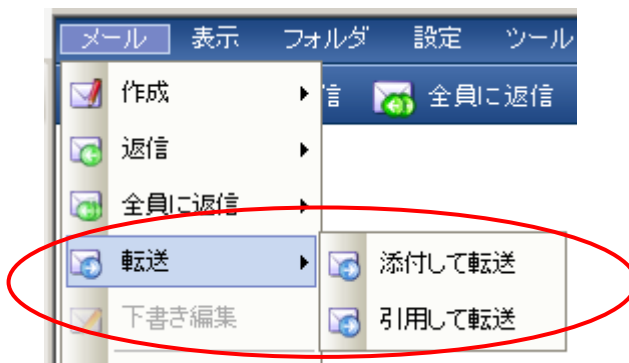 メール 表示 フォルダ 設定 ツール
作成 信 全員に返信
返信
全員に返信
転送 添付して転送
下書き編集 引用して転送